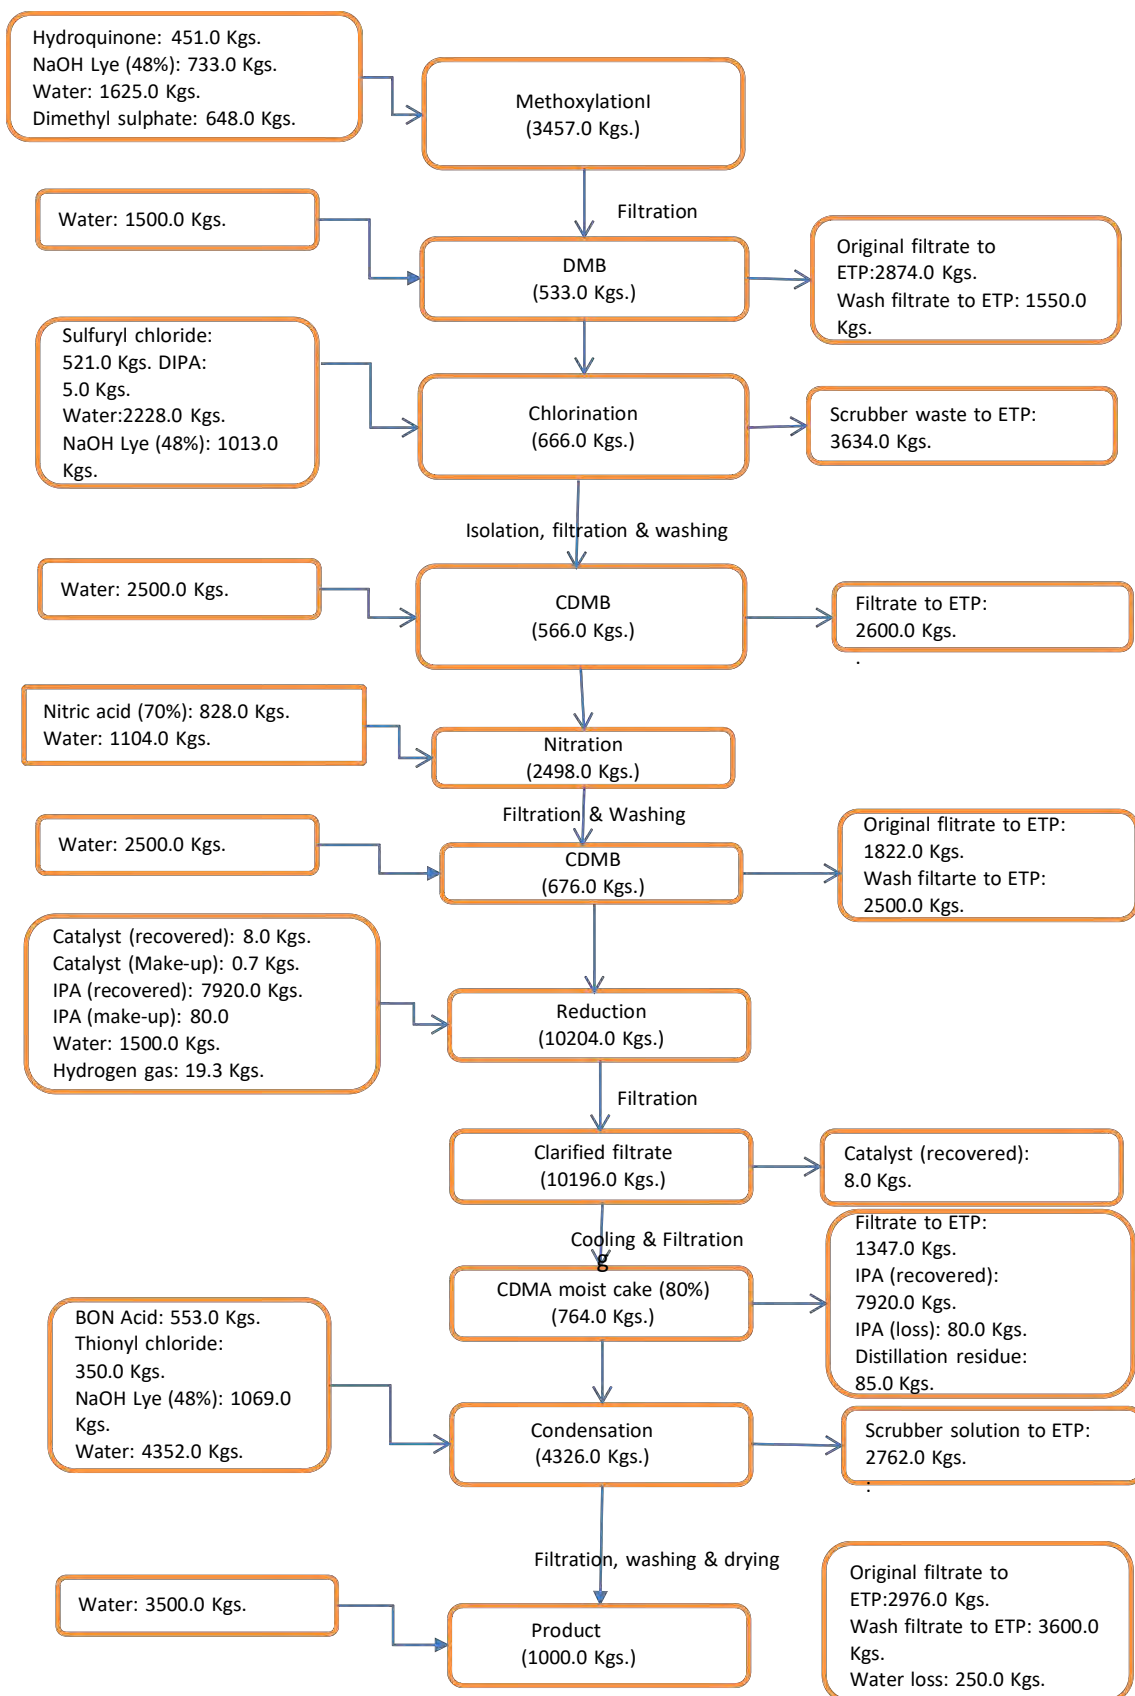 Hydroquinone: 451.0 Kgs.
NaOH Lye (48%): 733.0 Kgs.
Water: 1625.0 Kgs.
Dimethyl sulphate: 648.0 Kgs.
MethoxylationI
(3457.0 Kgs.)
Filtration
Water: 1500.0 Kgs.
DMB
(533.0 Kgs.)
Original filtrate to
ETP:2874.0 Kgs.
Wash filtrate to ETP: 1550.0
Kgs.
Sulfuryl chloride:
521.0 Kgs. DIPA:
5.0 Kgs.
Water:2228.0 Kgs.
NaOH Lye (48%): 1013.0
Kgs.
Chlorination
(666.0 Kgs.)
Scrubber waste to ETP:
3634.0 Kgs.
Isolation, filtration & washing
Water: 2500.0 Kgs.
CDMB
(566.0 Kgs.)
Filtrate to ETP:
2600.0 Kgs.
.
Nitric acid (70%): 828.0 Kgs.
Water: 1104.0 Kgs.
Nitration
(2498.0 Kgs.)
Filtration & Washing
Water: 2500.0 Kgs.
CDMB
(676.0 Kgs.)
Original flitrate to ETP:
1822.0 Kgs.
Wash filtarte to ETP:
2500.0 Kgs.
Catalyst (recovered): 8.0 Kgs.
Catalyst (Make-up): 0.7 Kgs.
IPA (recovered): 7920.0 Kgs.
IPA (make-up): 80.0
Water: 1500.0 Kgs.
Hydrogen gas: 19.3 Kgs.
Reduction
(10204.0 Kgs.)
Filtration
Clarified filtrate
(10196.0 Kgs.)
Catalyst (recovered):
8.0 Kgs.
Cooling & Filtration
g
CDMA moist cake (80%)
(764.0 Kgs.)
Filtrate to ETP:
1347.0 Kgs.
IPA (recovered):
7920.0 Kgs.
IPA (loss): 80.0 Kgs.
Distillation residue:
85.0 Kgs.
BON Acid: 553.0 Kgs.
Thionyl chloride:
350.0 Kgs.
NaOH Lye (48%): 1069.0
Kgs.
Water: 4352.0 Kgs.
Condensation
(4326.0 Kgs.)
Scrubber solution to ETP:
2762.0 Kgs.
:
Filtration, washing & drying
Water: 3500.0 Kgs.
Product
(1000.0 Kgs.)
Original filtrate to
ETP:2976.0 Kgs.
Wash filtrate to ETP: 3600.0
Kgs.
Water loss: 250.0 Kgs.